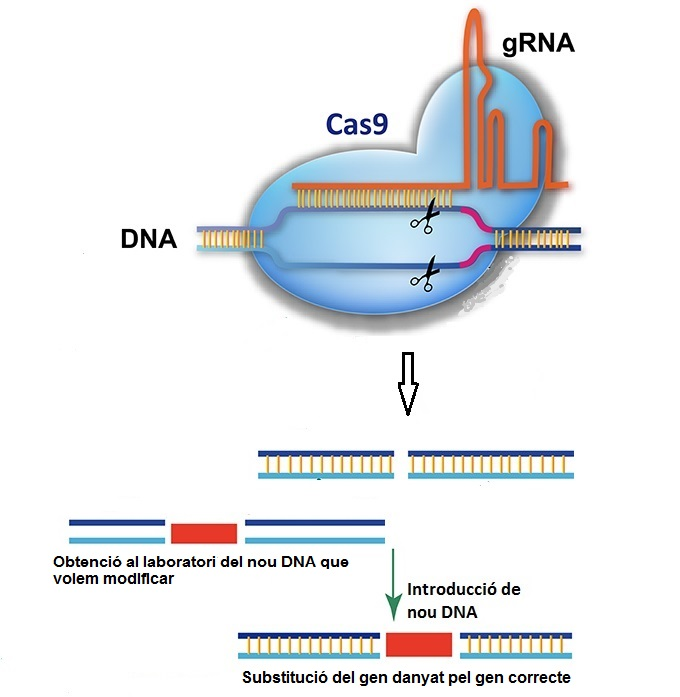 gRNA
Cas9
DNA
Obtenció al laboratori del nou DNA que
volem modificar
Introducció de
nou DNA
Substitució del gen danyat pel gen correcte